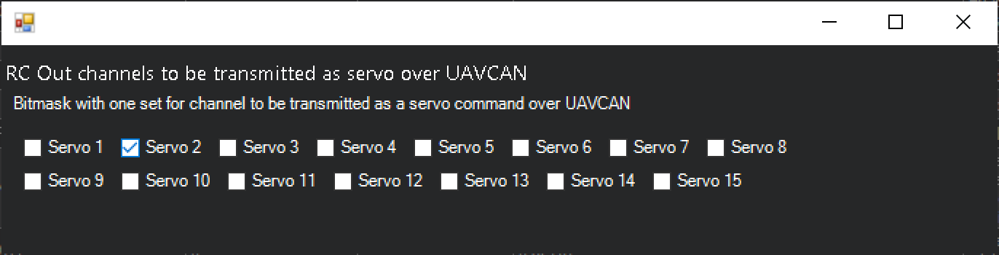 RC Out channels to be transmitted as servo over UAVCAN
Bitmask with one set for channel to be transmitted as a servo command over UAVCAN
Servo 1 Servo 2 Servo 3 Servo 4 Servo 5 Servo 6 Servo 7 Servo 8
Servo 9 Servo 10 Servo 11 Servo 12 Servo 13 Servo 14 Servo 15